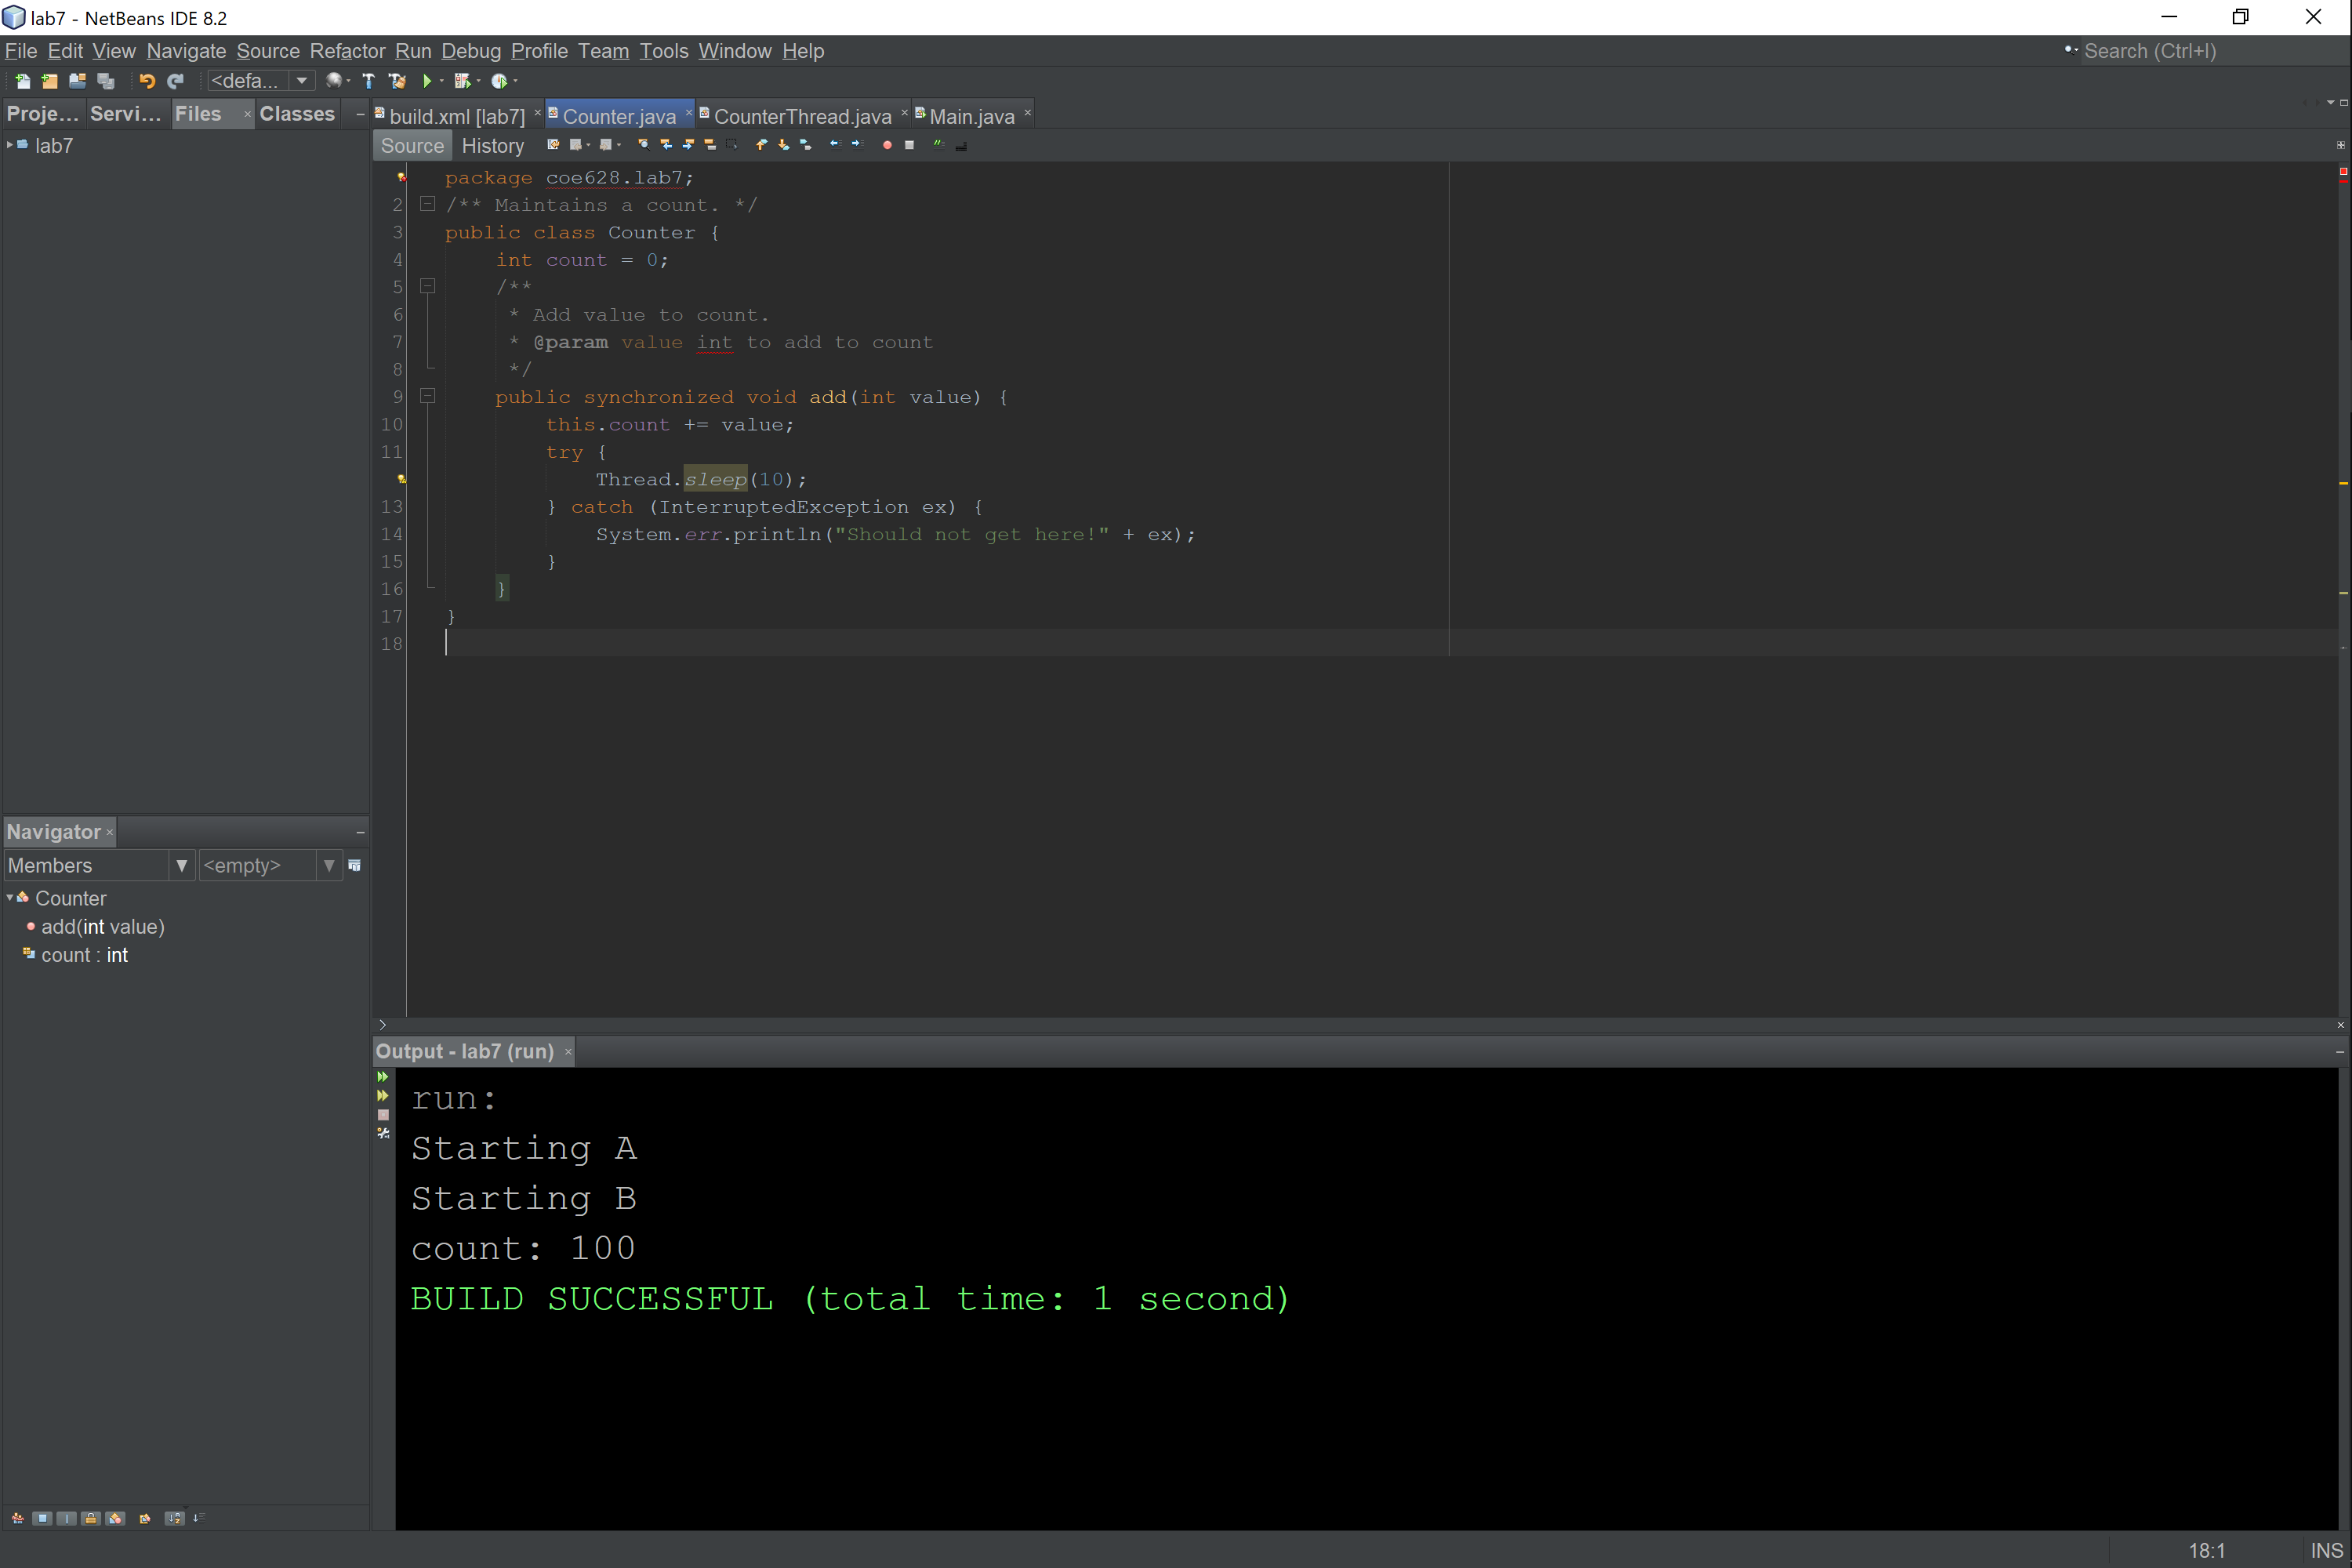 lab7 - NetBeans IDE 8.2
File Edit View Navigate Source Refactor Run Debug Profile Team Tools Window Help
Search (Ctrl+I)
<defa...
Proje... Servi... Files × Classes
build.xml [lab7] × Counter.java × CounterThread.java × Main.java ×
lab7
Source History
package coe628.lab7;
2 /** Maintains a count. */
3 public class Counter {
4 int count = 0;
5 /**
6 * Add value to count.
7 * @param value int to add to count
8 */
9 public synchronized void add(int value) {
10 this.count += value;
11 try {
Thread.sleep(10);
13 } catch (InterruptedException ex) {
14 System.err.println("Should not get here!" + ex);
15 }
16 }
17 }
18
Navigator ×
Members <empty>
Counter
add(int value)
count : int
Output - lab7 (run) ×
run:
Starting A
Starting B
count: 100
BUILD SUCCESSFUL (total time: 1 second)
18:1 INS